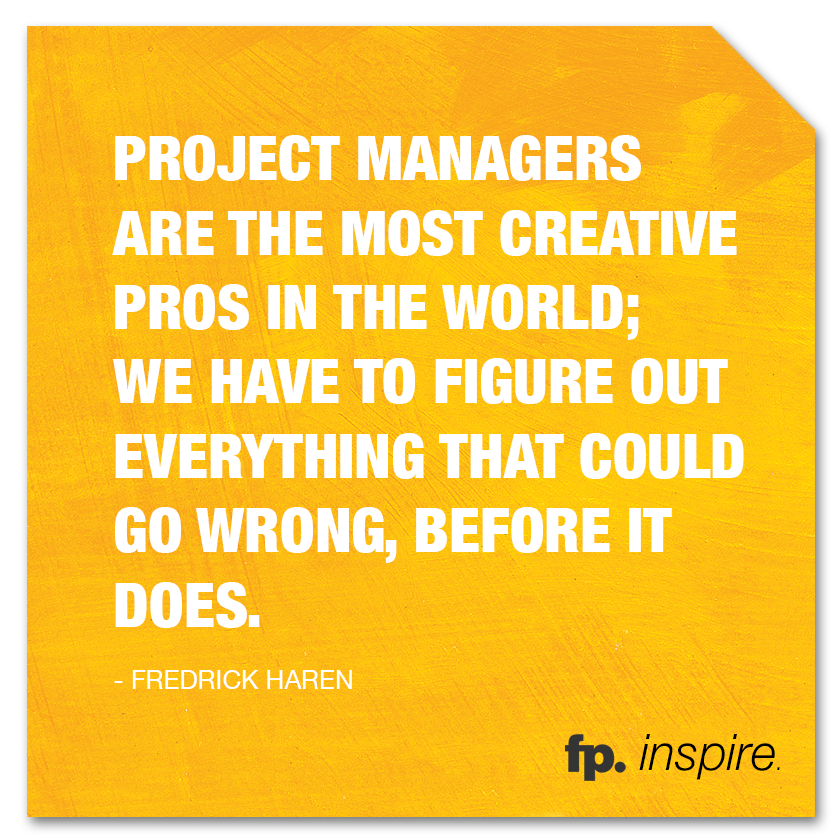 PROJECT MANAGERS
ARE THE MOST CREATIVE
PROS IN THE WORLD;
WE HAVE TO FIGURE OUT
EVERYTHING THAT COULD
GO WRONG, BEFORE IT
DOES.
- FREDRICK HAREN
fp. inspire.